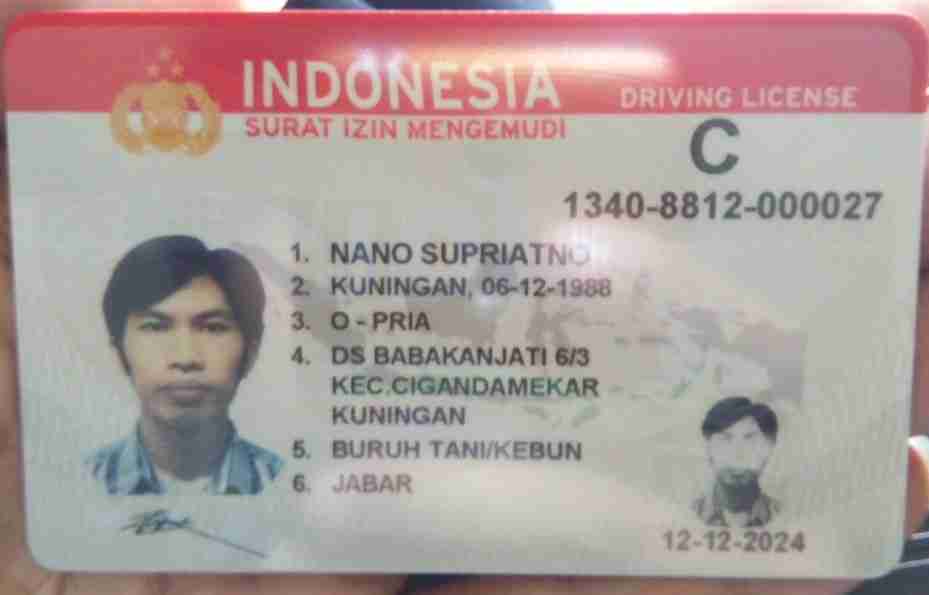 INDONESIA
SURAT IZIN MENGEMUDI
DRIVING LICENSE
C
1340-8812-000027
1. NANO SUPRIATNO
2. KUNINGAN, 06-12-1988
3. O - PRIA
4. DS BABAKANJATI 6/3
KEC.CIGANDAMEKAR
KUNINGAN
5. BURUH TANI/KEBUN
6. JABAR
12-12-2024